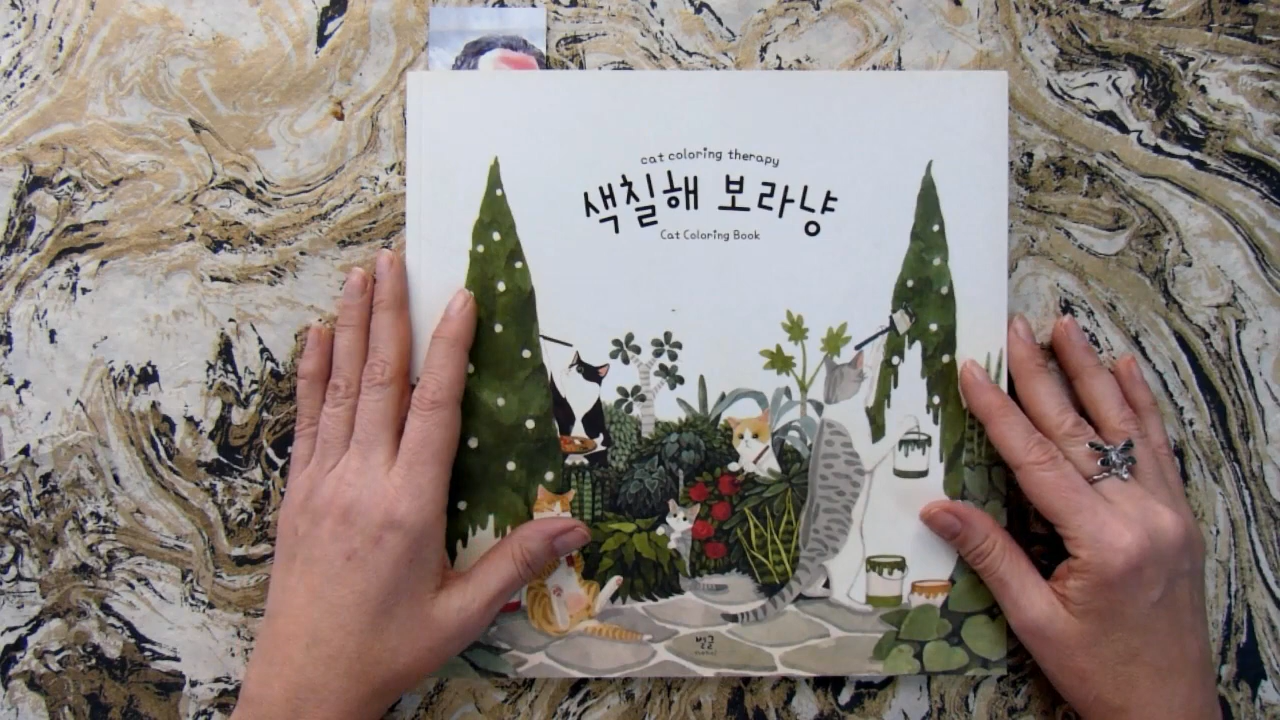 cat coloring therapy
색칠해 보라냥
Cat Coloring Book